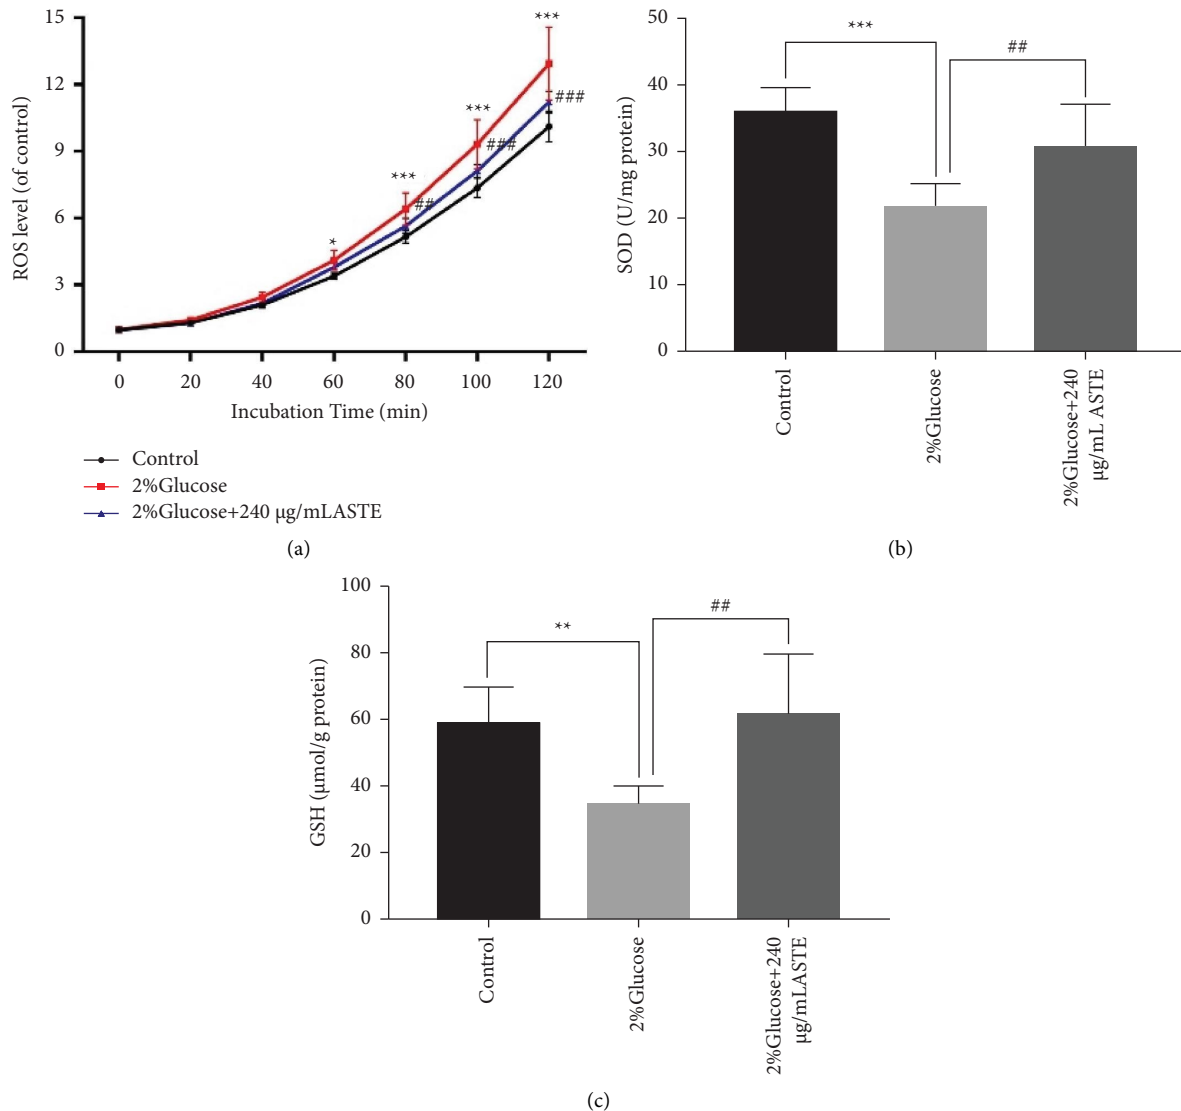 15
12
9
6
3
0
ROS level (of control)
***
***
***
*
###
###
##
0 20 40 60 80 100 120
Incubation Time (min)
Control
2%Glucose
2%Glucose+240 µg/mLASTE
(a)
50
40
30
20
10
0
SOD (U/mg protein)
***
##
Control
2%Glucose
2%Glucose+240
µg/mL ASTE
(b)
100
80
60
40
20
0
GSH (µmol/g protein)
**
##
Control
2%Glucose
2%Glucose+240
µg/mLASTE
(c)